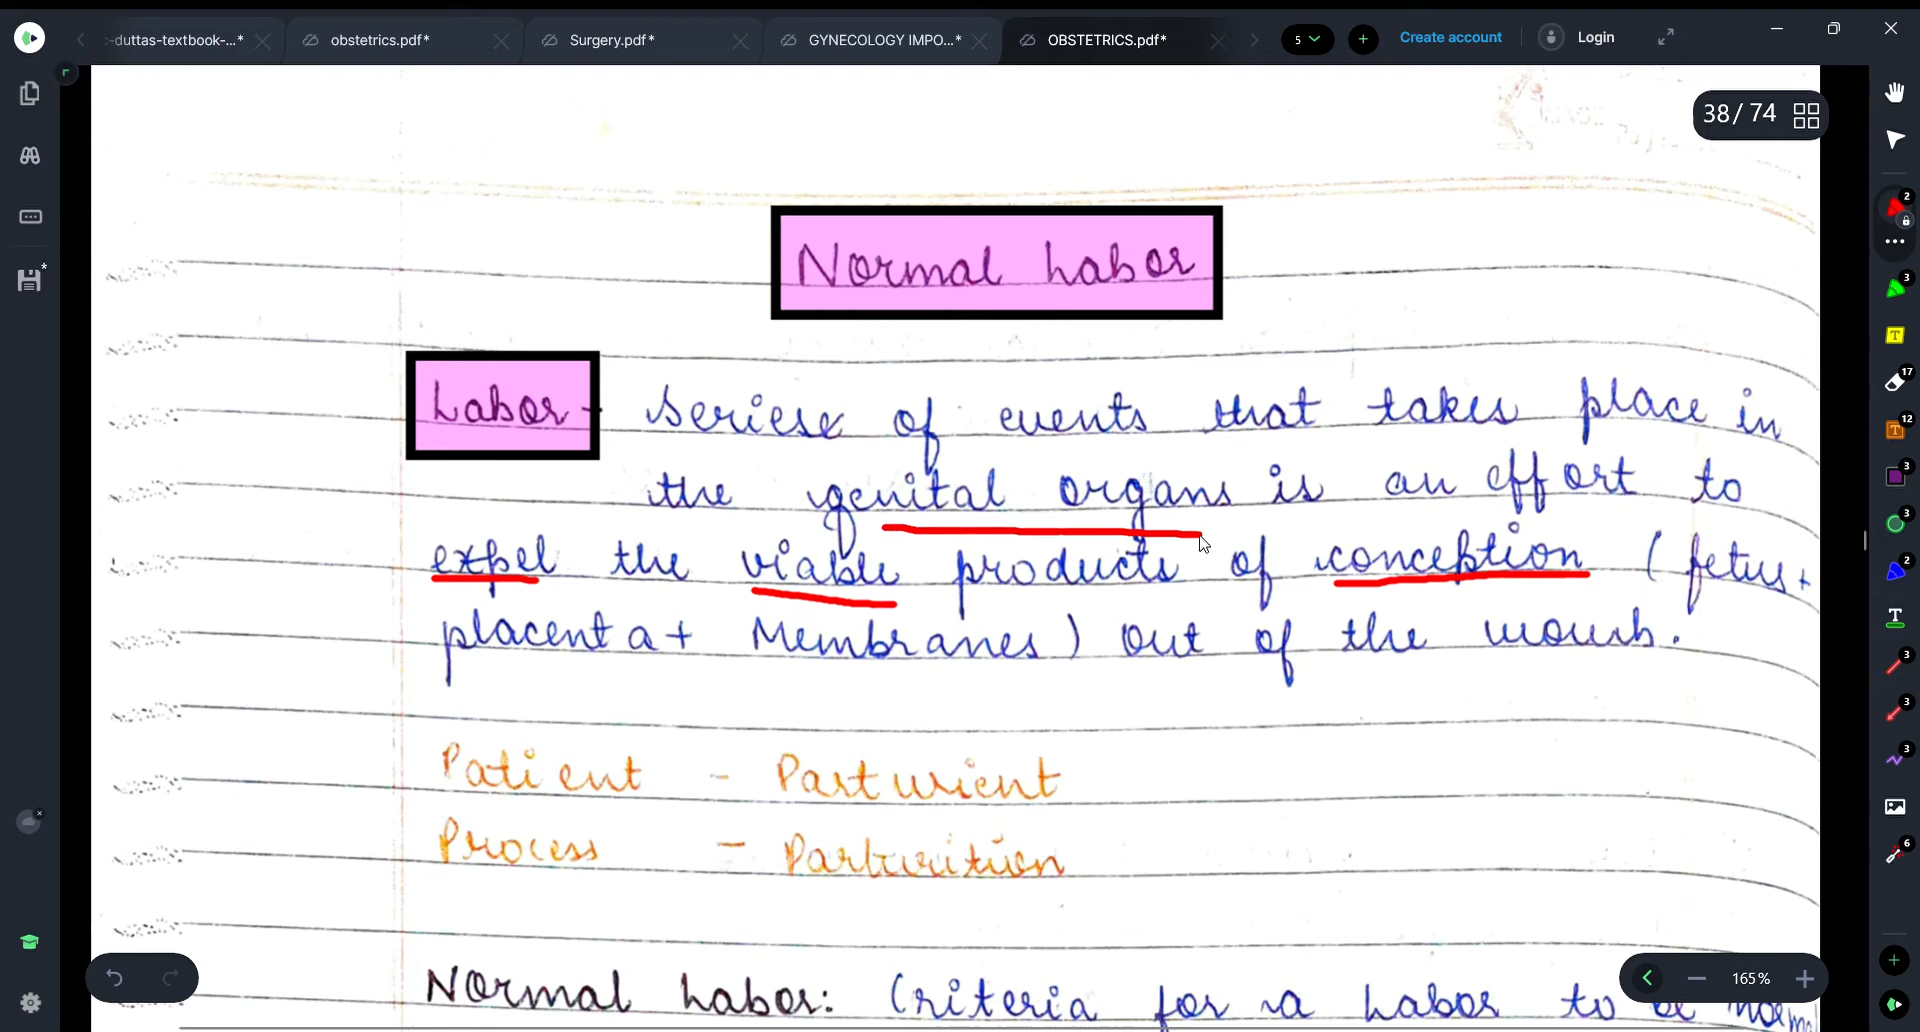 c-duttas-textbook-...*
obstetrics.pdf*
Surgery.pdf*
GYNECOLOGY IMPO...*
OBSTETRICS.pdf*
5
Create account
Login
38/ 74
Normal Labor
Labor - Seriese of events that takes place in
the genital organs is an effort to
expel the viable products of conception (fetus +
placenta + Membranes) out of the womb.
Patient - Parturient
Process - Parturition
Normal Labor: Criteria for a Labor to be normal
165%
2
3
17
12
3
3
2
3
3
3
6